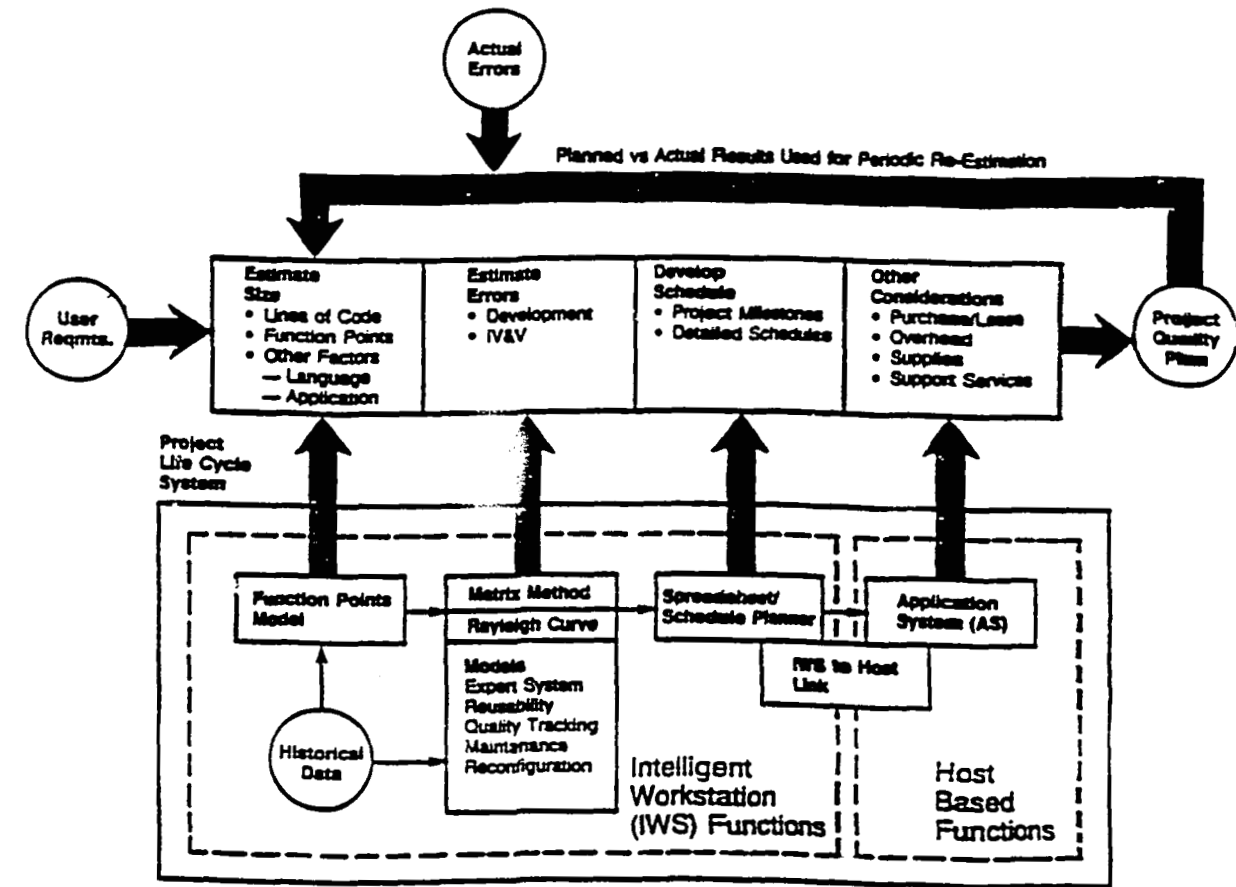 Actual
Errors
Planned vs Actual Results Used for Periodic Re-Estimation
User
Reqmts.
Estimate
Size
• Lines of Code
• Function Points
• Other Factors
— Language
— Application
Estimate
Errors
• Development
• IV&V
Develop
Schedule
• Project Milestones
• Detailed Schedules
Other
Considerations
• Purchase/Lease
• Overhead
• Supplies
• Support Services
Project
Quality
Project
Life Cycle
System
Function Points
Model
Matrix Method
Rayleigh Curve
Models
Expert System
Reusability
Quality Tracking
Maintenance
Reconfiguration
Spreadsheet/
Schedule Planner
Application
System (AS)
to Host
Link
Historical
Data
Intelligent
Workstation
(IWS) Functions
Host
Based
Functions